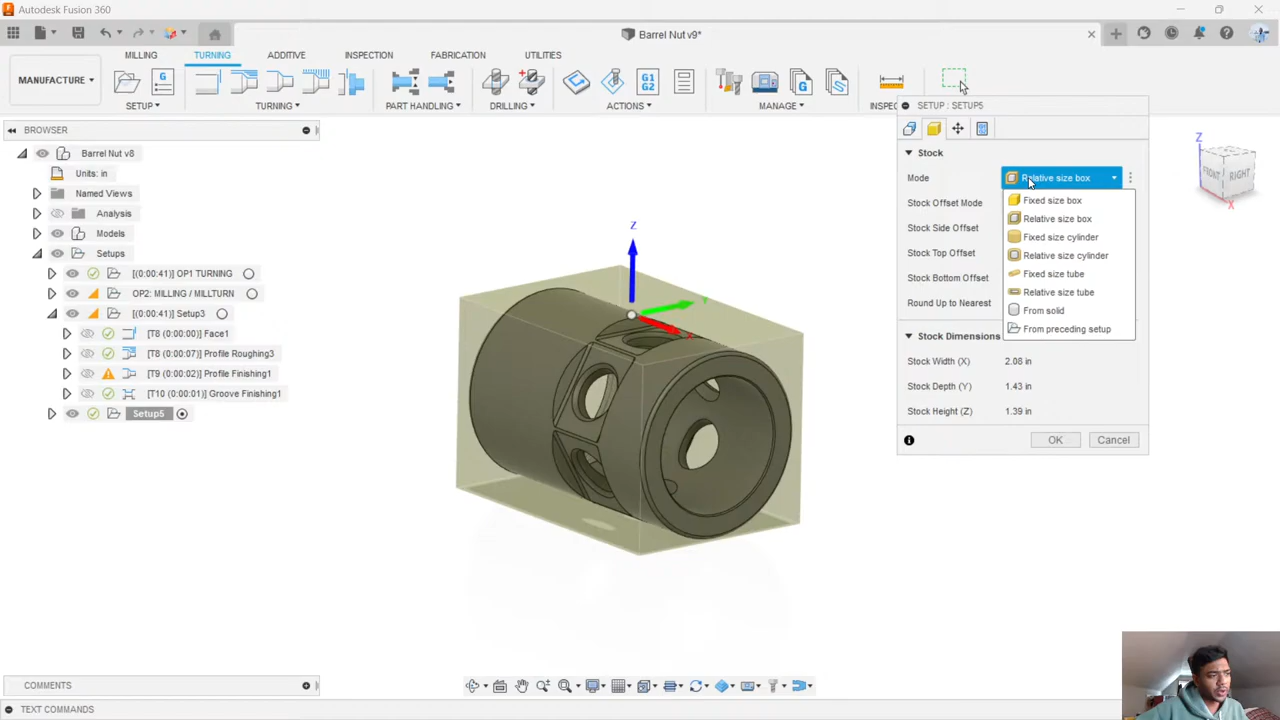 Autodesk Fusion 360
Barrel Nut v9*
MILLING TURNING ADDITIVE INSPECTION FABRICATION UTILITIES
MANUFACTURE
SETUP TURNING PART HANDLING DRILLING ACTIONS MANAGE INSPEC
G1 G2
SETUP : SETUP5
BROWSER
Barrel Nut v8
Units: in
Named Views
Analysis
Models
Setups
[(0:00:41)] OP1 TURNING
OP2: MILLING / MILLTURN
[(0:00:41)] Setup3
[T8 (0:00:00)] Face1
[T8 (0:00:07)] Profile Roughing3
[T9 (0:00:02)] Profile Finishing1
[T10 (0:00:01)] Groove Finishing1
Setup5
Z
Z
FRONT RIGHT
X
Stock
Mode Relative size box
Stock Offset Mode
Stock Side Offset
Stock Top Offset
Stock Bottom Offset
Round Up to Nearest
Fixed size box
Relative size box
Fixed size cylinder
Relative size cylinder
Fixed size tube
Relative size tube
From solid
From preceding setup
Stock Dimensions
Stock Width (X) 2.08 in
Stock Depth (Y) 1.43 in
Stock Height (Z) 1.39 in
OK Cancel
COMMENTS
TEXT COMMANDS